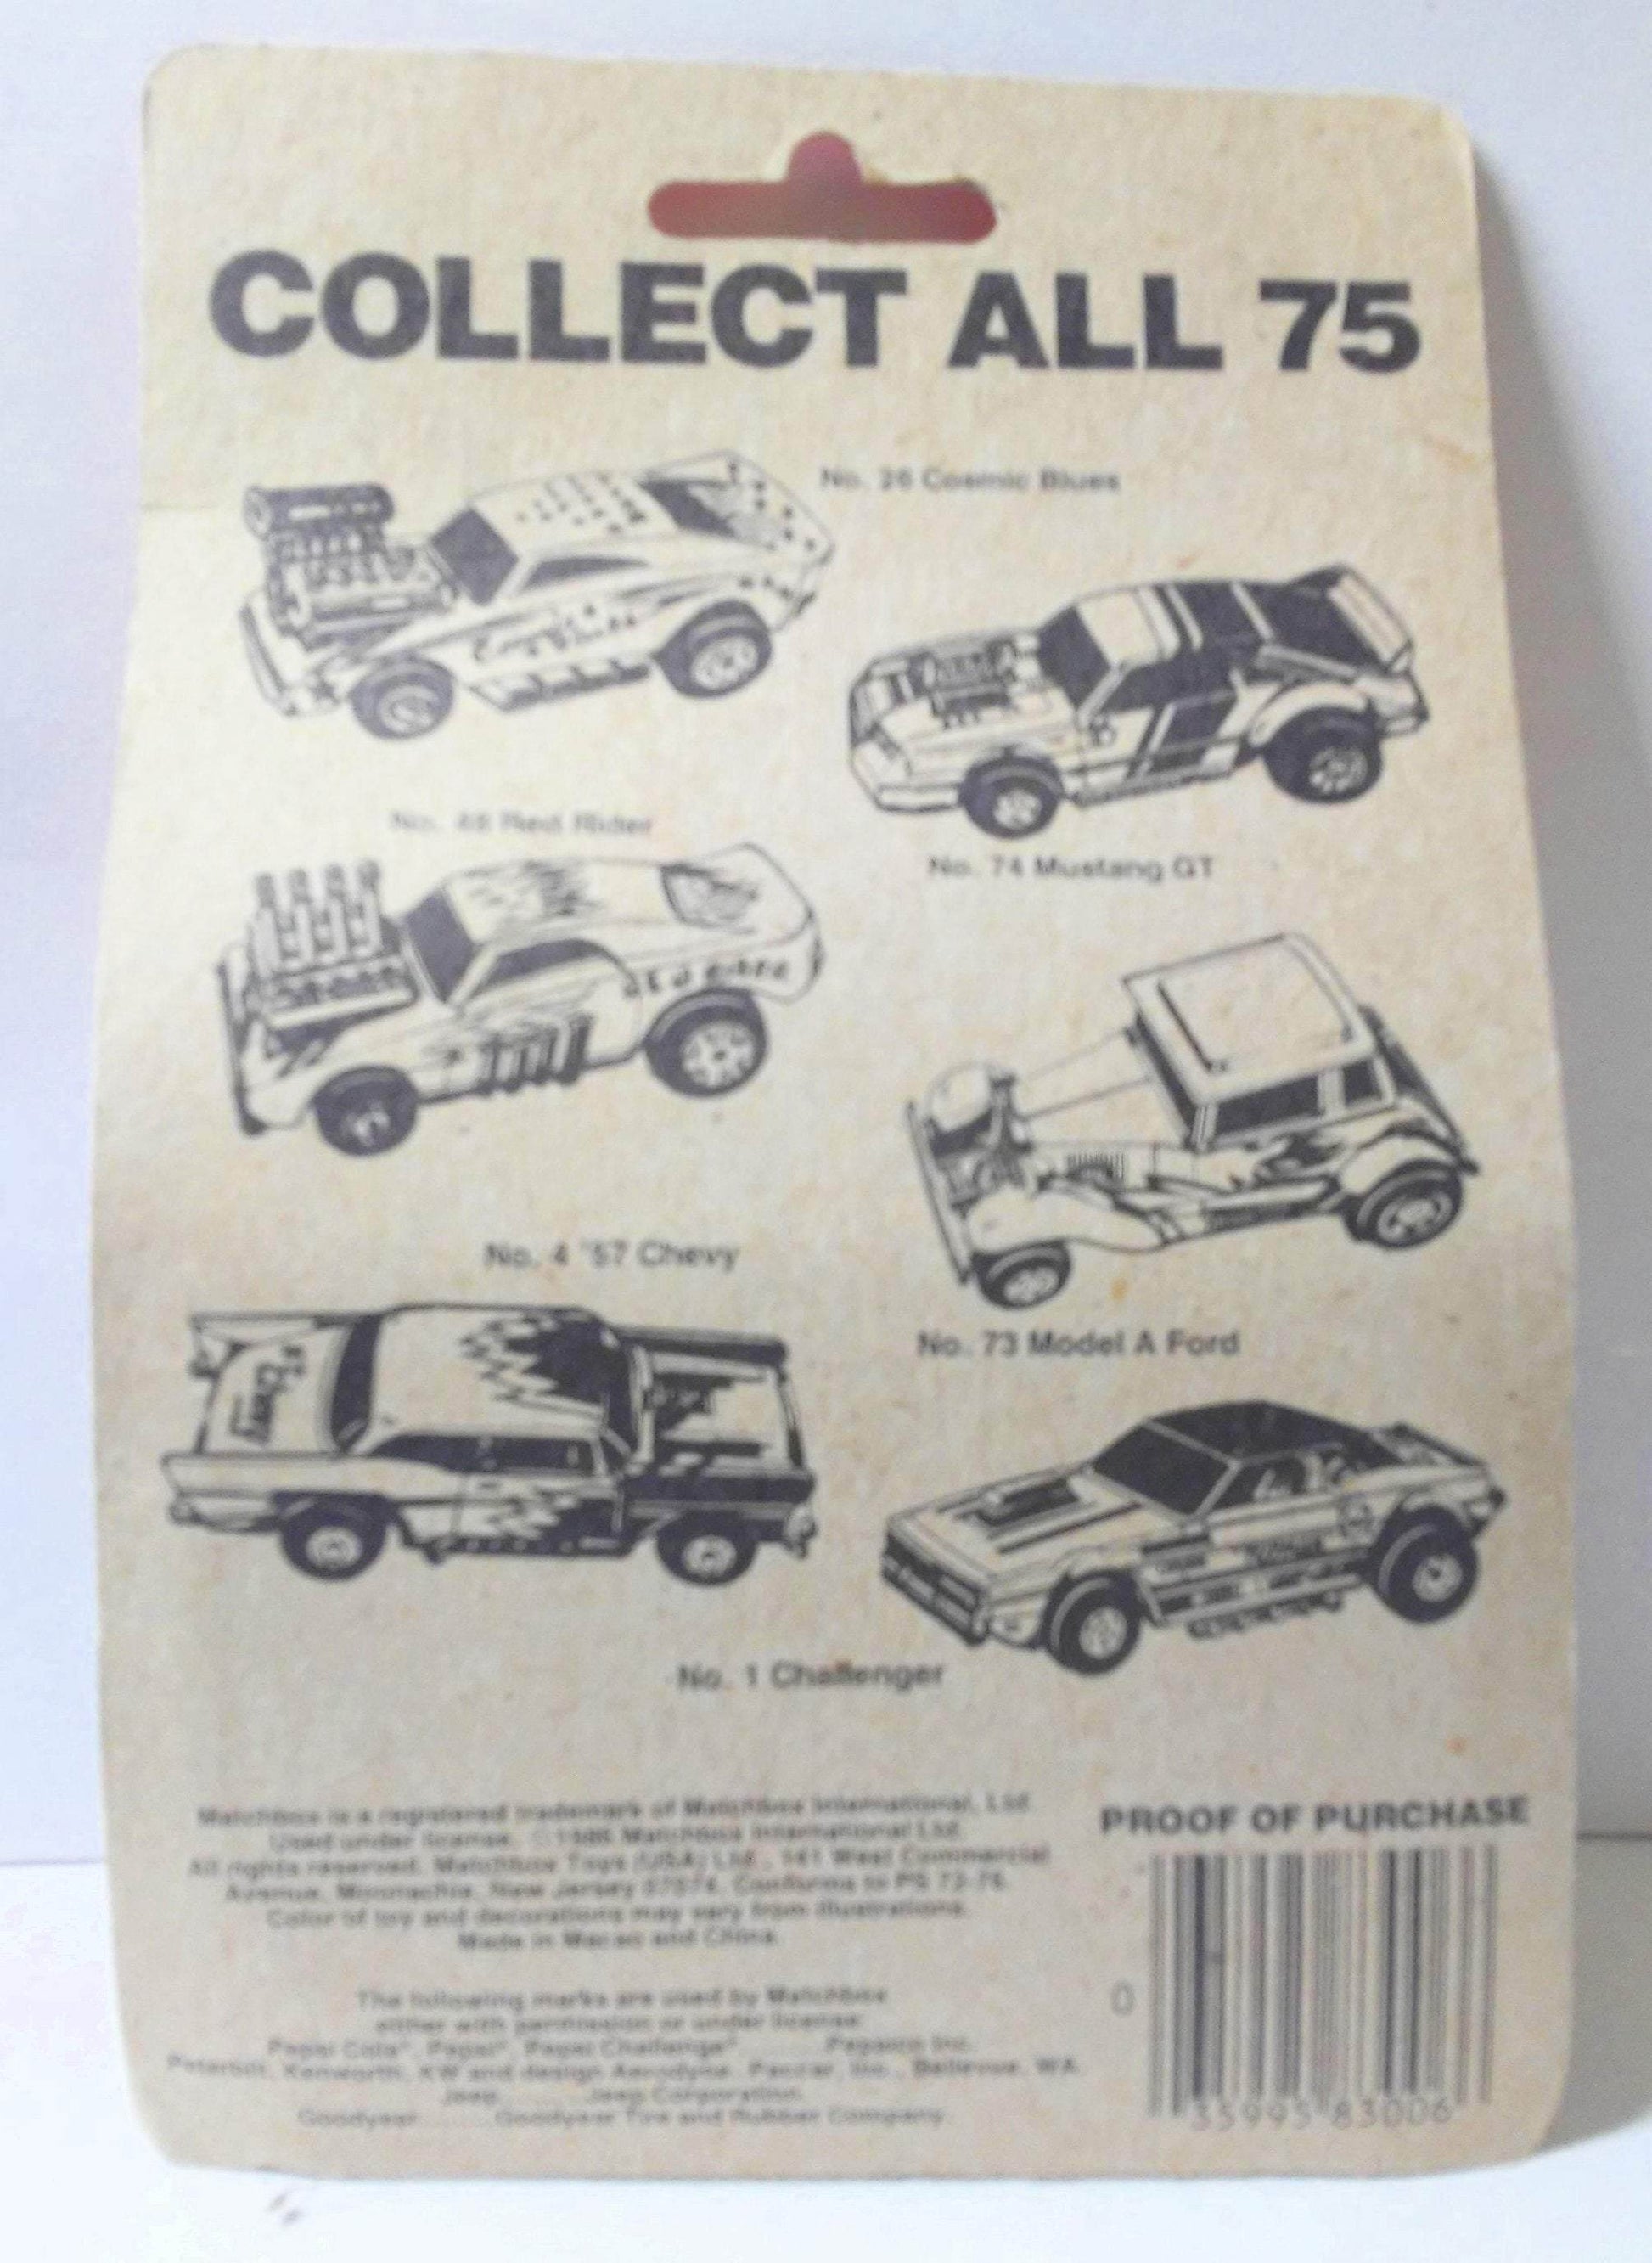 COLLECT ALL 75
No. 26 Cosmic Blues
No. 48 Red Rider
No. 74 Mustang GT
RED RIDER
No. 4 '57 Chevy
No. 73 Model A Ford
'57 Chevy
No. 1 Challenger
Matchbox is a registered trademark of Matchbox International, Ltd.
Used under license. © 1986 Matchbox International Ltd.
All rights reserved. Matchbox Toys (USA) Ltd., 141 West Commercial
Avenue, Moonachie, New Jersey 07074. Conforms to PS 72-76.
Color of toy and decorations may vary from illustrations.
Made in Macao and China.
The following marks are used by Matchbox
either with permission or under license:
Pepsi Cola®, Pepsi®, Pepsi Challenge® ........ Pepsico Inc.
Peterbilt, Kenworth, KW and design Aerodyne, Paccar, Inc., Bellevue, WA
Jeep ........ Jeep Corporation
Goodyear ........ Goodyear Tire and Rubber Company
PROOF OF PURCHASE
0 35995 83006